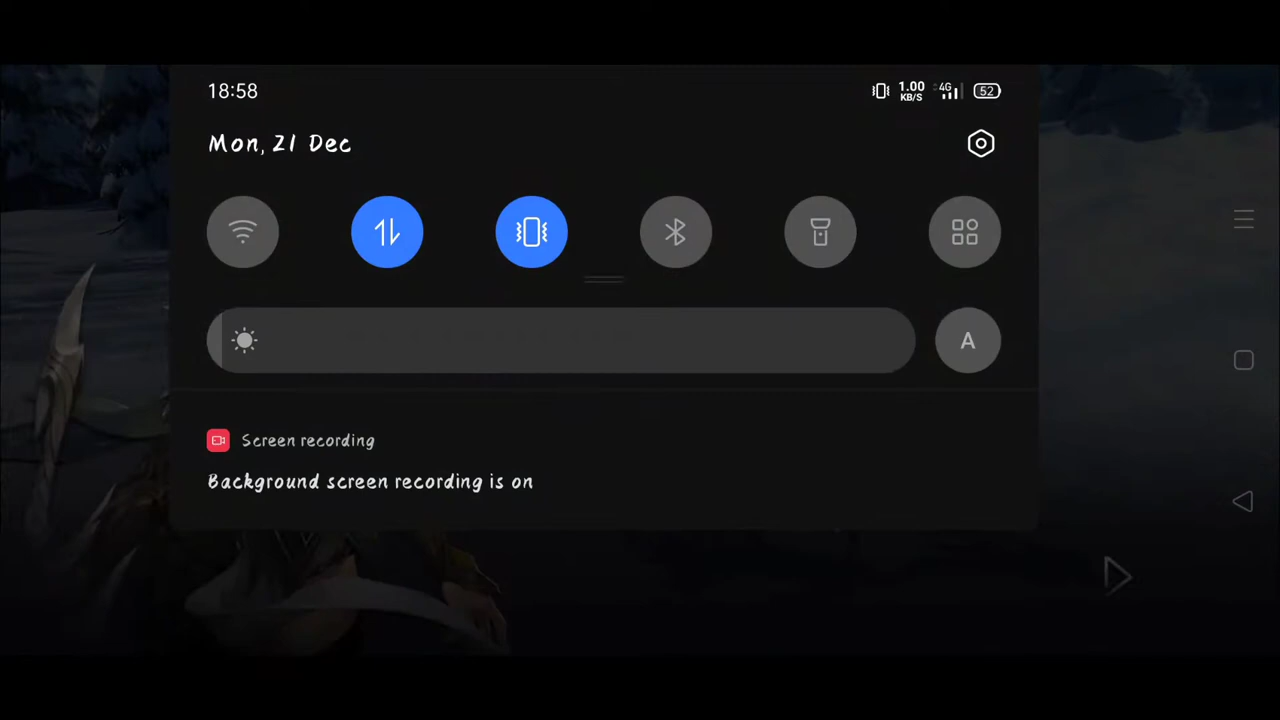 18:58
1.00
KB/S
4G
52
Mon, 21 Dec
A
Screen recording
Background screen recording is on